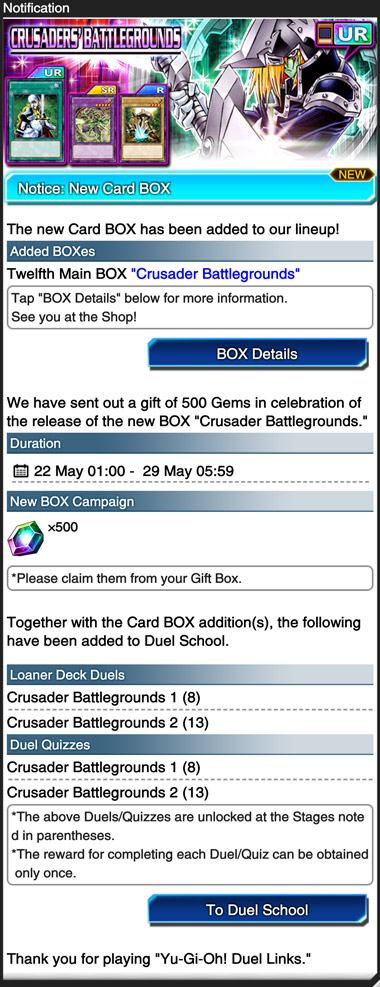 Notification
CRUSADERS' BATTLEGROUNDS
UR
UR
SR
R
NEW
Notice: New Card BOX
The new Card BOX has been added to our lineup!
Added BOXes
Twelfth Main BOX "Crusader Battlegrounds"
Tap "BOX Details" below for more information.
See you at the Shop!
BOX Details
We have sent out a gift of 500 Gems in celebration of
the release of the new BOX "Crusader Battlegrounds."
Duration
22 May 01:00 - 29 May 05:59
New BOX Campaign
×500
*Please claim them from your Gift Box.
Together with the Card BOX addition(s), the following
have been added to Duel School.
Loaner Deck Duels
Crusader Battlegrounds 1 (8)
Crusader Battlegrounds 2 (13)
Duel Quizzes
Crusader Battlegrounds 1 (8)
Crusader Battlegrounds 2 (13)
*The above Duels/Quizzes are unlocked at the Stages note
d in parentheses.
*The reward for completing each Duel/Quiz can be obtained
only once.
To Duel School
Thank you for playing "Yu-Gi-Oh! Duel Links."